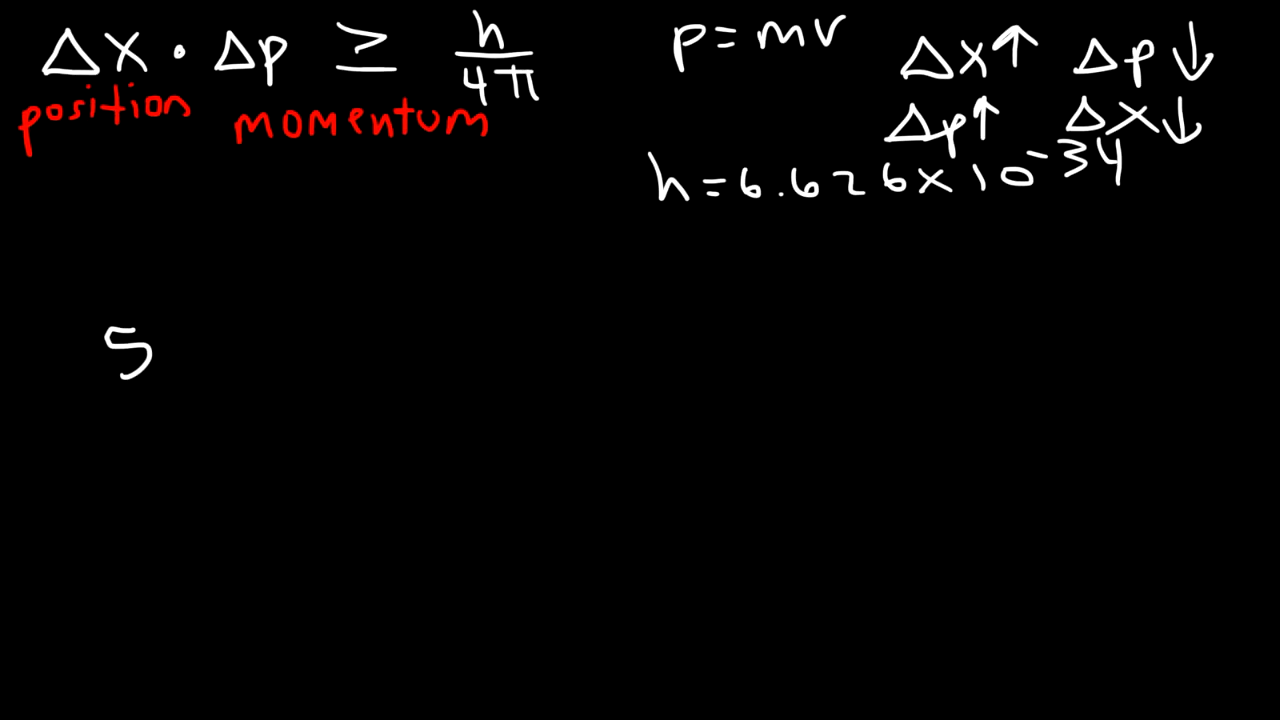 Δx · Δp ≥ h/4π
position momentum
p = mv
Δx↑ Δp↓
Δp↑ Δx↓
h = 6.626 x 10⁻³⁴
5